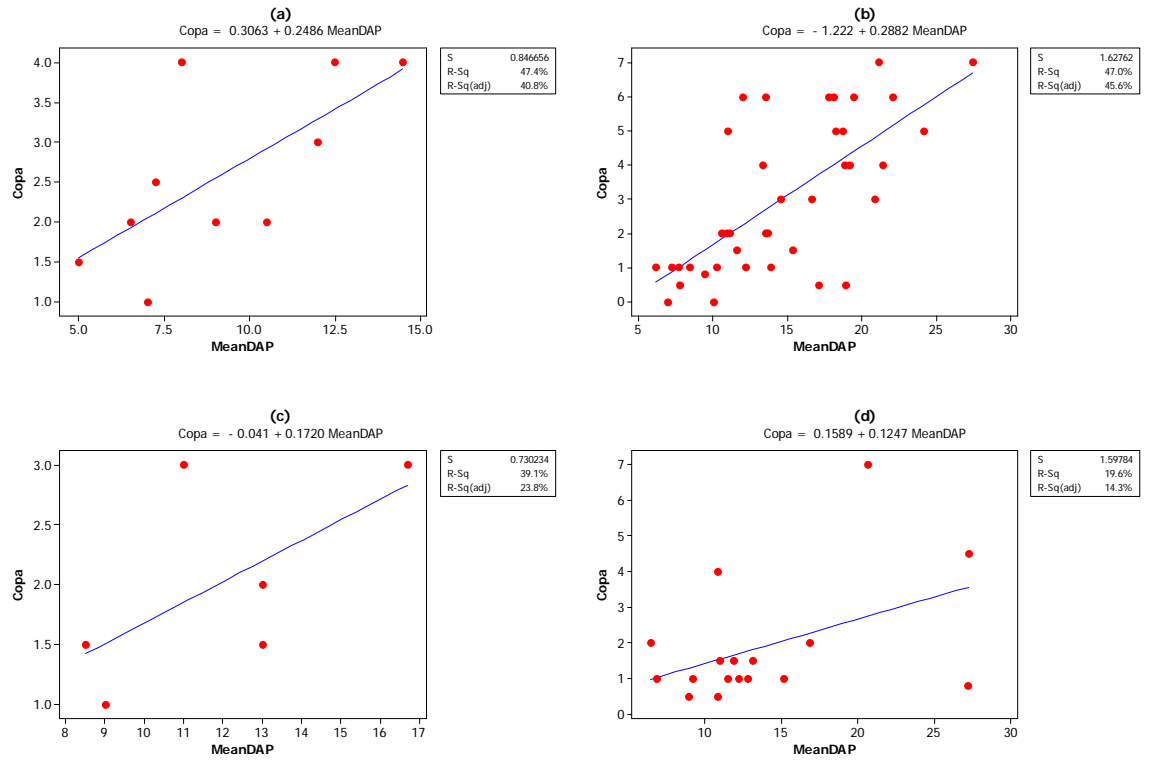 (a)
Copa = 0.3063 + 0.2486 MeanDAP
S 0.846656
R-Sq 47.4%
R-Sq(adj) 40.8%
4.0
3.5
3.0
2.5
2.0
1.5
1.0
Copa
5.0 7.5 10.0 12.5 15.0
MeanDAP
(b)
Copa = - 1.222 + 0.2882 MeanDAP
S 1.62762
R-Sq 47.0%
R-Sq(adj) 45.6%
7
6
5
4
3
2
1
0
Copa
5 10 15 20 25 30
MeanDAP
(c)
Copa = - 0.041 + 0.1720 MeanDAP
S 0.730234
R-Sq 39.1%
R-Sq(adj) 23.8%
3.0
2.5
2.0
1.5
1.0
Copa
8 9 10 11 12 13 14 15 16 17
MeanDAP
(d)
Copa = 0.1589 + 0.1247 MeanDAP
S 1.59784
R-Sq 19.6%
R-Sq(adj) 14.3%
7
6
5
4
3
2
1
0
Copa
10 15 20 25 30
MeanDAP